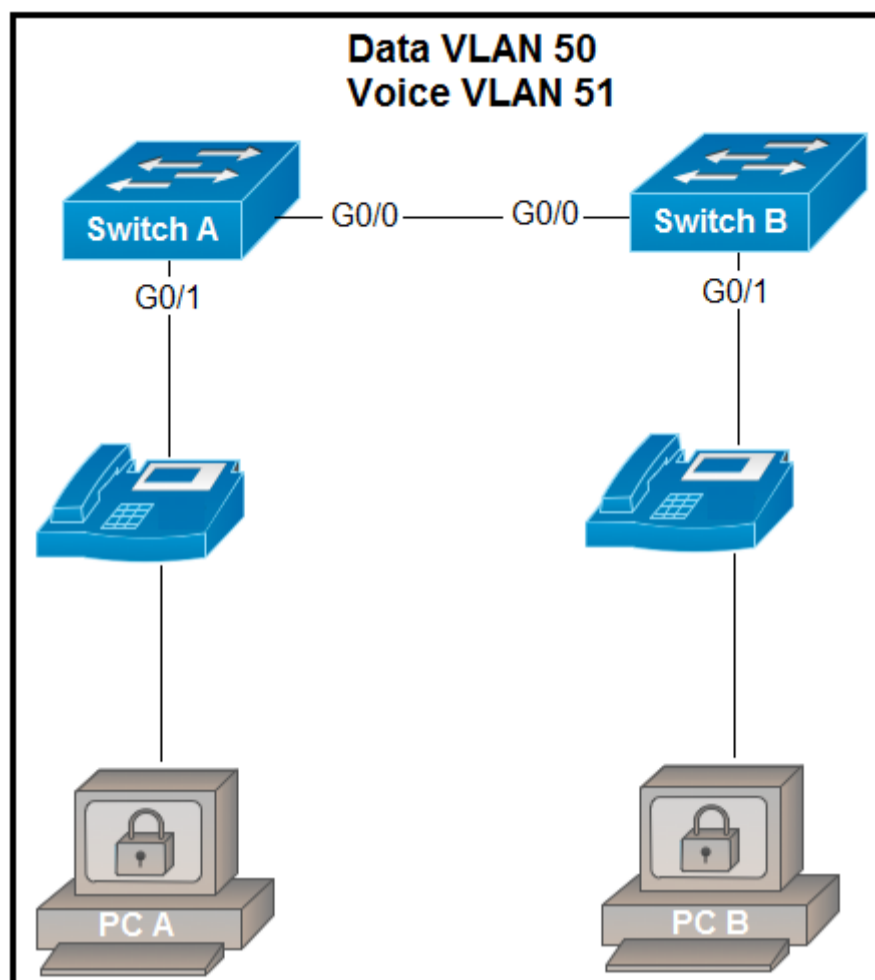 Data VLAN 50
Voice VLAN 51
Switch A
G0/0
G0/0
Switch B
G0/1
G0/1
PC A
PC B